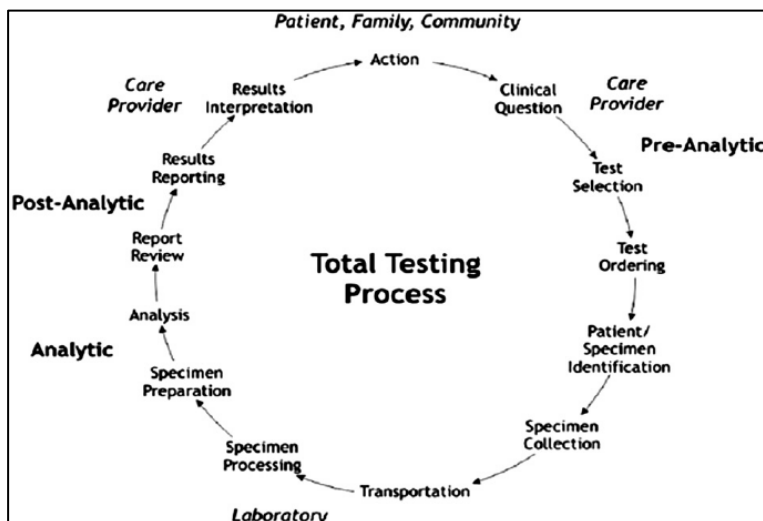 Patient, Family, Community
Action
Clinical
Question
Care
Provider
Pre-Analytic
Test
Selection
Test
Ordering
Patient/
Specimen
Identification
Specimen
Collection
Transportation
Laboratory
Specimen
Processing
Specimen
Preparation
Analytic
Analysis
Report
Review
Post-Analytic
Results
Reporting
Care
Provider
Results
Interpretation
Total Testing
Process